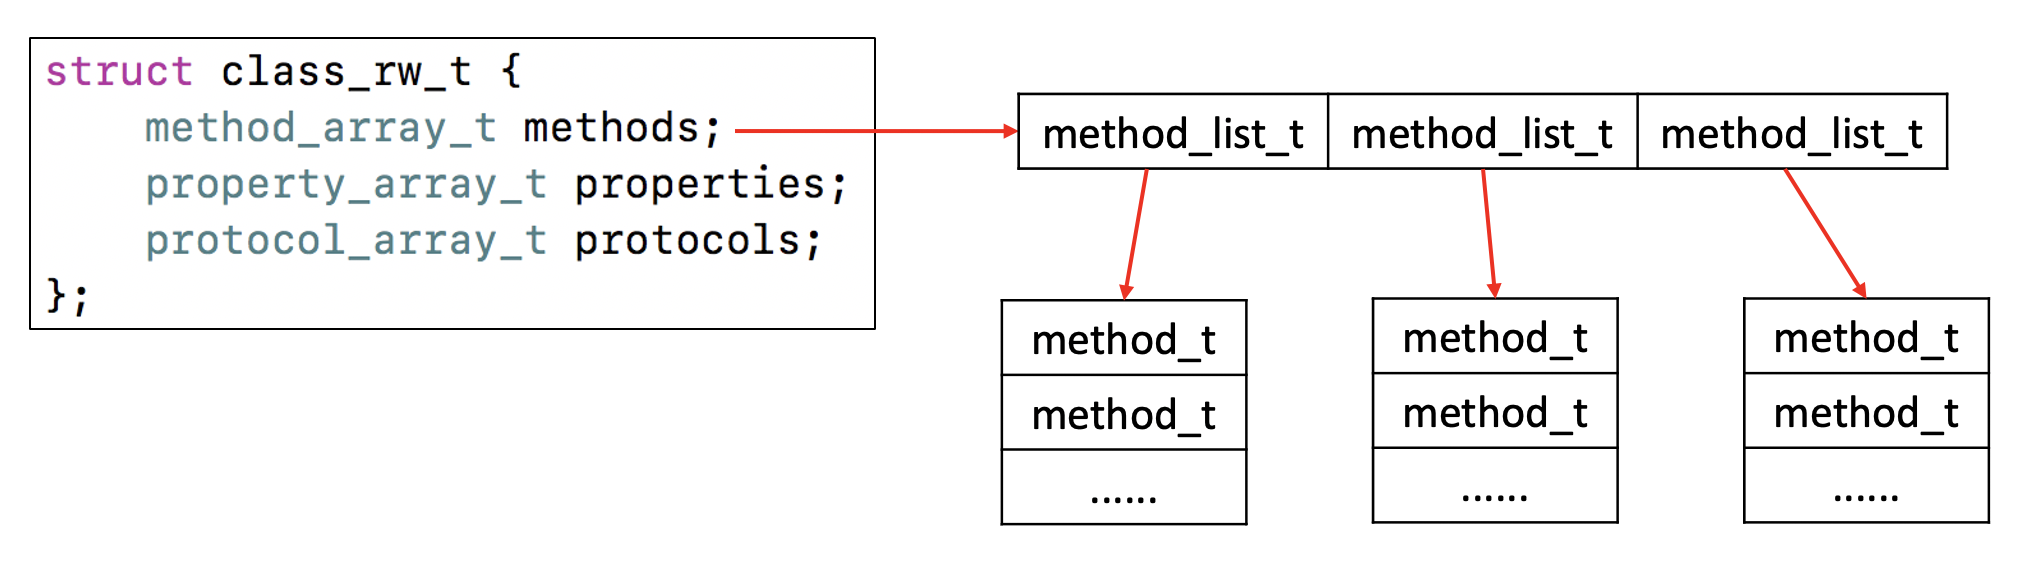 struct class_rw_t {
    method_array_t methods;
    property_array_t properties;
    protocol_array_t protocols;
};
method_list_t method_list_t method_list_t
method_t method_t method_t
method_t method_t method_t
...... ...... ......